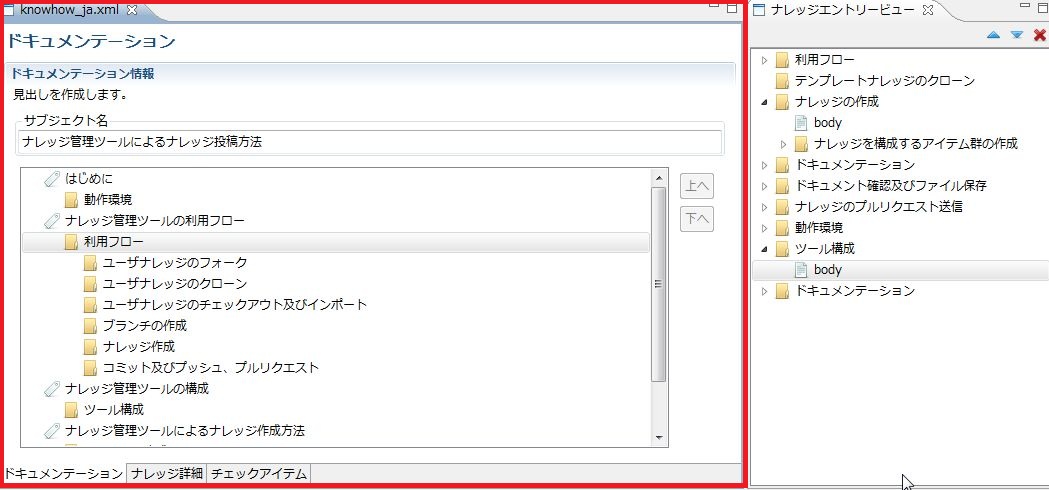 knowhow_ja.xml
ドキュメンテーション
ドキュメンテーション情報
見出しを作成します。
サブジェクト名
ナレッジ管理ツールによるナレッジ投稿方法
はじめに
動作環境
ナレッジ管理ツールの利用フロー
利用フロー
ユーザナレッジのフォーク
ユーザナレッジのクローン
ユーザナレッジのチェックアウト及びインポート
ブランチの作成
ナレッジ作成
コミット及びプッシュ、プルリクエスト
ナレッジ管理ツールの構成
ツール構成
ナレッジ管理ツールによるナレッジ作成方法
上へ
下へ
ドキュメンテーション ナレッジ詳細 チェックアイテム
ナレッジエントリービュー
利用フロー
テンプレートナレッジのクローン
ナレッジの作成
body
ナレッジを構成するアイテム群の作成
ドキュメンテーション
ドキュメント確認及びファイル保存
ナレッジのプルリクエスト送信
動作環境
ツール構成
body
ドキュメンテーション